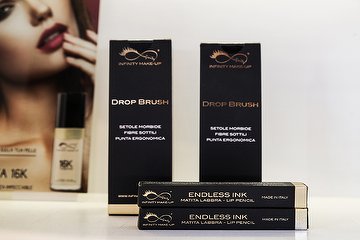 INFINITY MAKE-UP
DROP BRUSH
SETOLE MORBIDE
FIBRE SOTTILI
PUNTA ERGONOMICA
WWW.INFINI
INFINITY MAKE-UP
DROP BRUSH
SETOLE MORBIDE
FIBRE SOTTILI
PUNTA ERGONOMICA
16K
A 16K
INFINITY MAKE-UP
ENDLESS INK
MATITA LABBRA - LIP PENCIL
MADE IN ITALY
INFINITY MAKE-UP
ENDLESS INK
MATITA LABBRA - LIP PENCIL
MADE IN ITALY